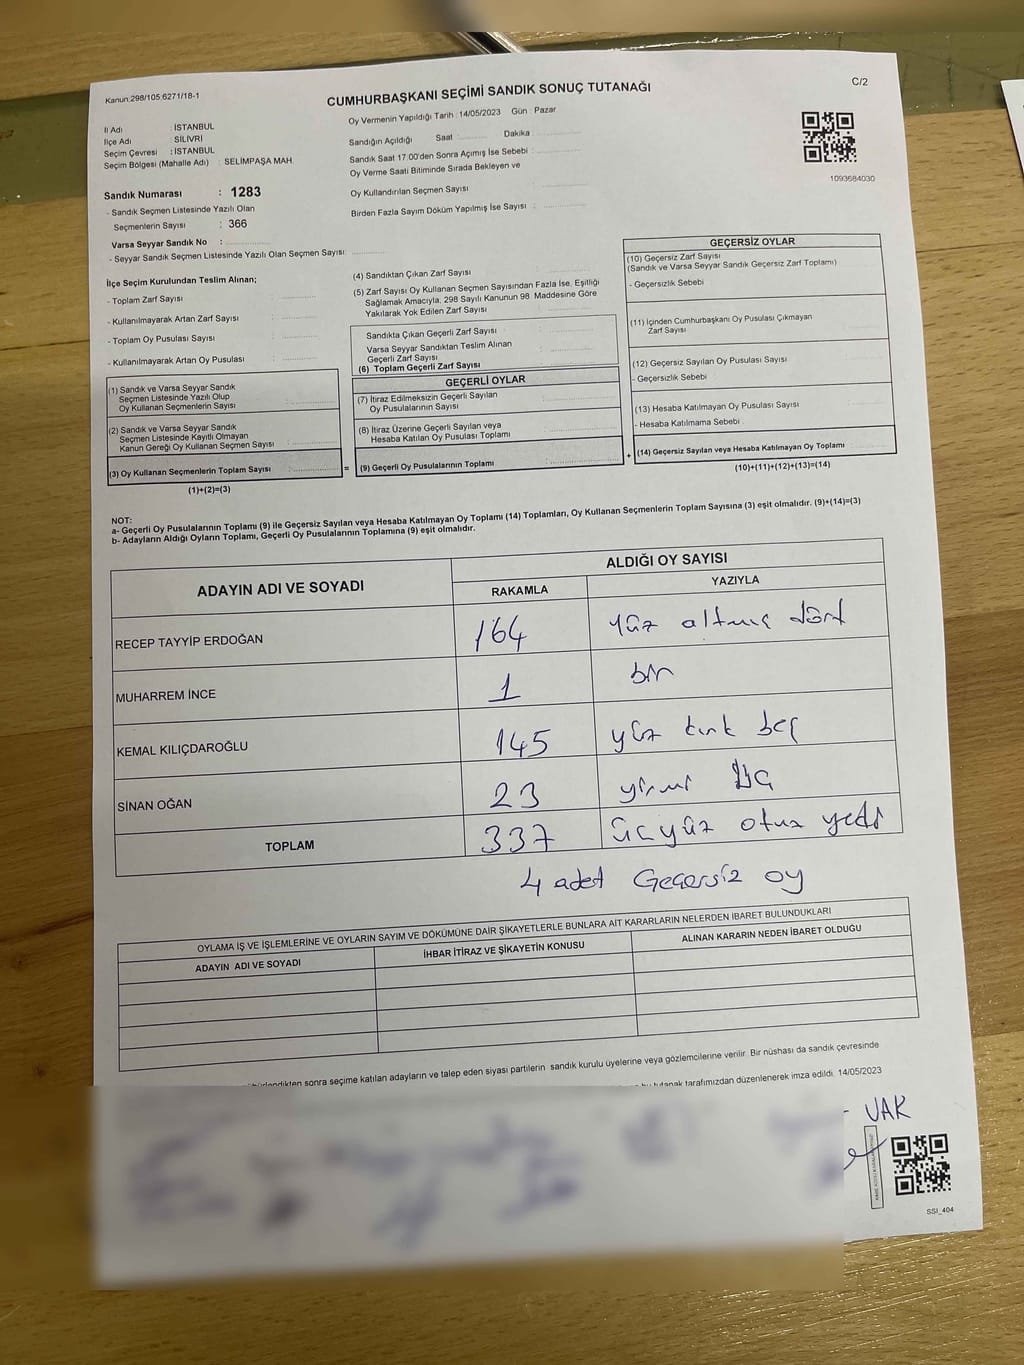 Kanun:298/105,6271/18-1
C/2
CUMHURBAŞKANI SEÇİMİ SANDIK SONUÇ TUTANAĞI
Oy Vermenin Yapıldığı Tarih : 14/05/2023 Gün : Pazar
İl Adı : İSTANBUL
İlçe Adı : SİLİVRİ
Seçim Çevresi : İSTANBUL
Seçim Bölgesi (Mahalle Adı) : SELİMPAŞA MAH.
Sandığın Açıldığı Saat Dakika
Sandık Saat 17.00'den Sonra Açımış İse Sebebi :
Oy Verme Saati Bitiminde Sırada Bekleyen ve
Oy Kullandırılan Seçmen Sayısı
Birden Fazla Sayım Döküm Yapılmış İse Sayısı :
1093684030
Sandık Numarası : 1283
- Sandık Seçmen Listesinde Yazılı Olan
Seçmenlerin Sayısı : 366
Varsa Seyyar Sandık No :
- Seyyar Sandık Seçmen Listesinde Yazılı Olan Seçmen Sayısı:
İlçe Seçim Kurulundan Teslim Alınan;
- Toplam Zarf Sayısı :
- Kullanılmayarak Artan Zarf Sayısı :
- Toplam Oy Pusulası Sayısı :
- Kullanılmayarak Artan Oy Pusulası :
(1) Sandık ve Varsa Seyyar Sandık
Seçmen Listesinde Yazılı Olup
Oy Kullanan Seçmenlerin Sayısı :
(2) Sandık ve Varsa Seyyar Sandık
Seçmen Listesinde Kayıtlı Olmayan
Kanun Gereği Oy Kullanan Seçmen Sayısı :
(3) Oy Kullanan Seçmenlerin Toplam Sayısı :
(1)+(2)=(3)
=
(4) Sandıktan Çıkan Zarf Sayısı :
(5) Zarf Sayısı Oy Kullanan Seçmen Sayısından Fazla İse, Eşitliği
Sağlamak Amacıyla, 298 Sayılı Kanunun 98. Maddesine Göre
Yakılarak Yok Edilen Zarf Sayısı :
Sandıkta Çıkan Geçerli Zarf Sayısı :
Varsa Seyyar Sandıktan Teslim Alınan
Geçerli Zarf Sayısı :
(6) Toplam Geçerli Zarf Sayısı :
GEÇERLİ OYLAR
(7) İtiraz Edilmeksizin Geçerli Sayılan
Oy Pusulalarının Sayısı :
(8) İtiraz Üzerine Geçerli Sayılan veya
Hesaba Katılan Oy Pusulası Toplamı :
(9) Geçerli Oy Pusulalarının Toplamı :
+
GEÇERSİZ OYLAR
(10) Geçersiz Zarf Sayısı
(Sandık ve Varsa Seyyar Sandık Geçersiz Zarf Toplamı)
- Geçersizlik Sebebi
(11) İçinden Cumhurbaşkanı Oy Pusulası Çıkmayan
Zarf Sayısı
(12) Geçersiz Sayılan Oy Pusulası Sayısı
- Geçersizlik Sebebi
(13) Hesaba Katılmayan Oy Pusulası Sayısı
- Hesaba Katılmama Sebebi
(14) Geçersiz Sayılan veya Hesaba Katılmayan Oy Toplamı
(10)+(11)+(12)+(13)=(14)
NOT:
a- Geçerli Oy Pusulalarının Toplamı (9) ile Geçersiz Sayılan veya Hesaba Katılmayan Oy Toplamı (14) Toplamları, Oy Kullanan Seçmenlerin Toplam Sayısına (3) eşit olmalıdır. (9)+(14)=(3)
b- Adayların Aldığı Oyların Toplamı, Geçerli Oy Pusulalarının Toplamına (9) eşit olmalıdır.
ADAYIN ADI VE SOYADI
ALDIĞI OY SAYISI
RAKAMLA YAZIYLA
RECEP TAYYİP ERDOĞAN 164 yüz altmış dört
MUHARREM İNCE 1 bir
KEMAL KILIÇDAROĞLU 145 yüz kırk beş
SİNAN OĞAN 23 yirmi üç
TOPLAM 337 üçyüz otuz yedi
4 adet Geçersiz oy
OYLAMA İŞ VE İŞLEMLERİNE VE OYLARIN SAYIM VE DÖKÜMÜNE DAİR ŞİKAYETLERLE BUNLARA AİT KARARLARIN NELERDEN İBARET BULUNDUKLARI
ADAYIN ADI VE SOYADI İHBAR İTİRAZ VE ŞİKAYETİN KONUSU ALINAN KARARIN NEDEN İBARET OLDUĞU
sonra seçime katılan adayların ve talep eden siyasi partilerin sandık kurulu üyelerine veya gözlemcilerine verilir. Bir nüshası da sandık çevresinde
tutanak tarafımızdan düzenlenerek imza edildi. 14/05/2023
UAK
SSİ_404